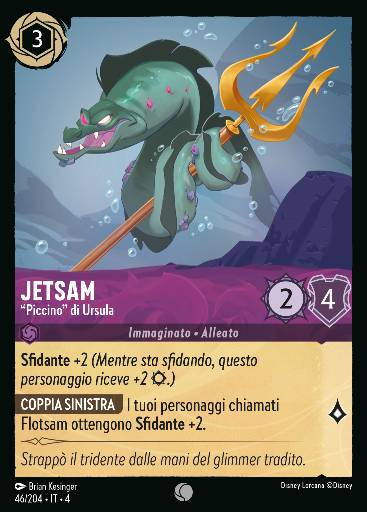 3
JETSAM
“Piccino” di Ursula
2
4
Immaginato • Alleato
Sfidante +2 (Mentre sta sfidando, questo
personaggio riceve +2 .)
COPPIA SINISTRA I tuoi personaggi chiamati
Flotsam ottengono Sfidante +2.
Strappò il tridente dalle mani del glimmer tradito.
Brian Kesinger
Disney Lorcana ©Disney
46/204 • IT • 4